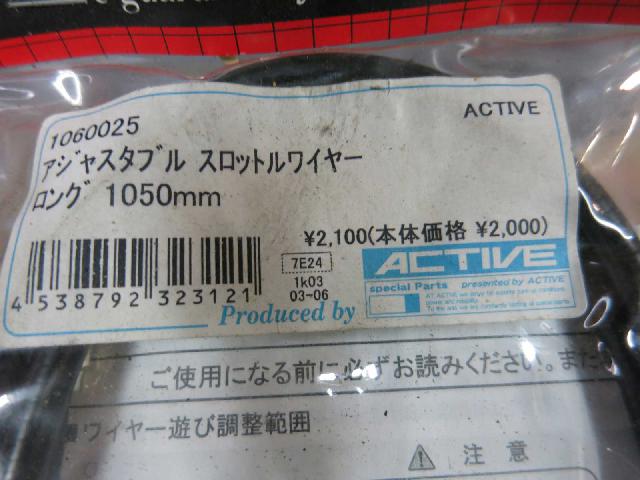 1060025
ACTIVE
アジャスタブル スロットルワイヤー
ロング 1050mm
¥2,100(本体価格 ¥2,000)
7E24
1k03
03-06
4 538792 323121
ACTIVE
special Parts presented by ACTIVE
Produced by
ご使用になる前に必ずお読みください。また
ワイヤー遊び調整範囲
注 意